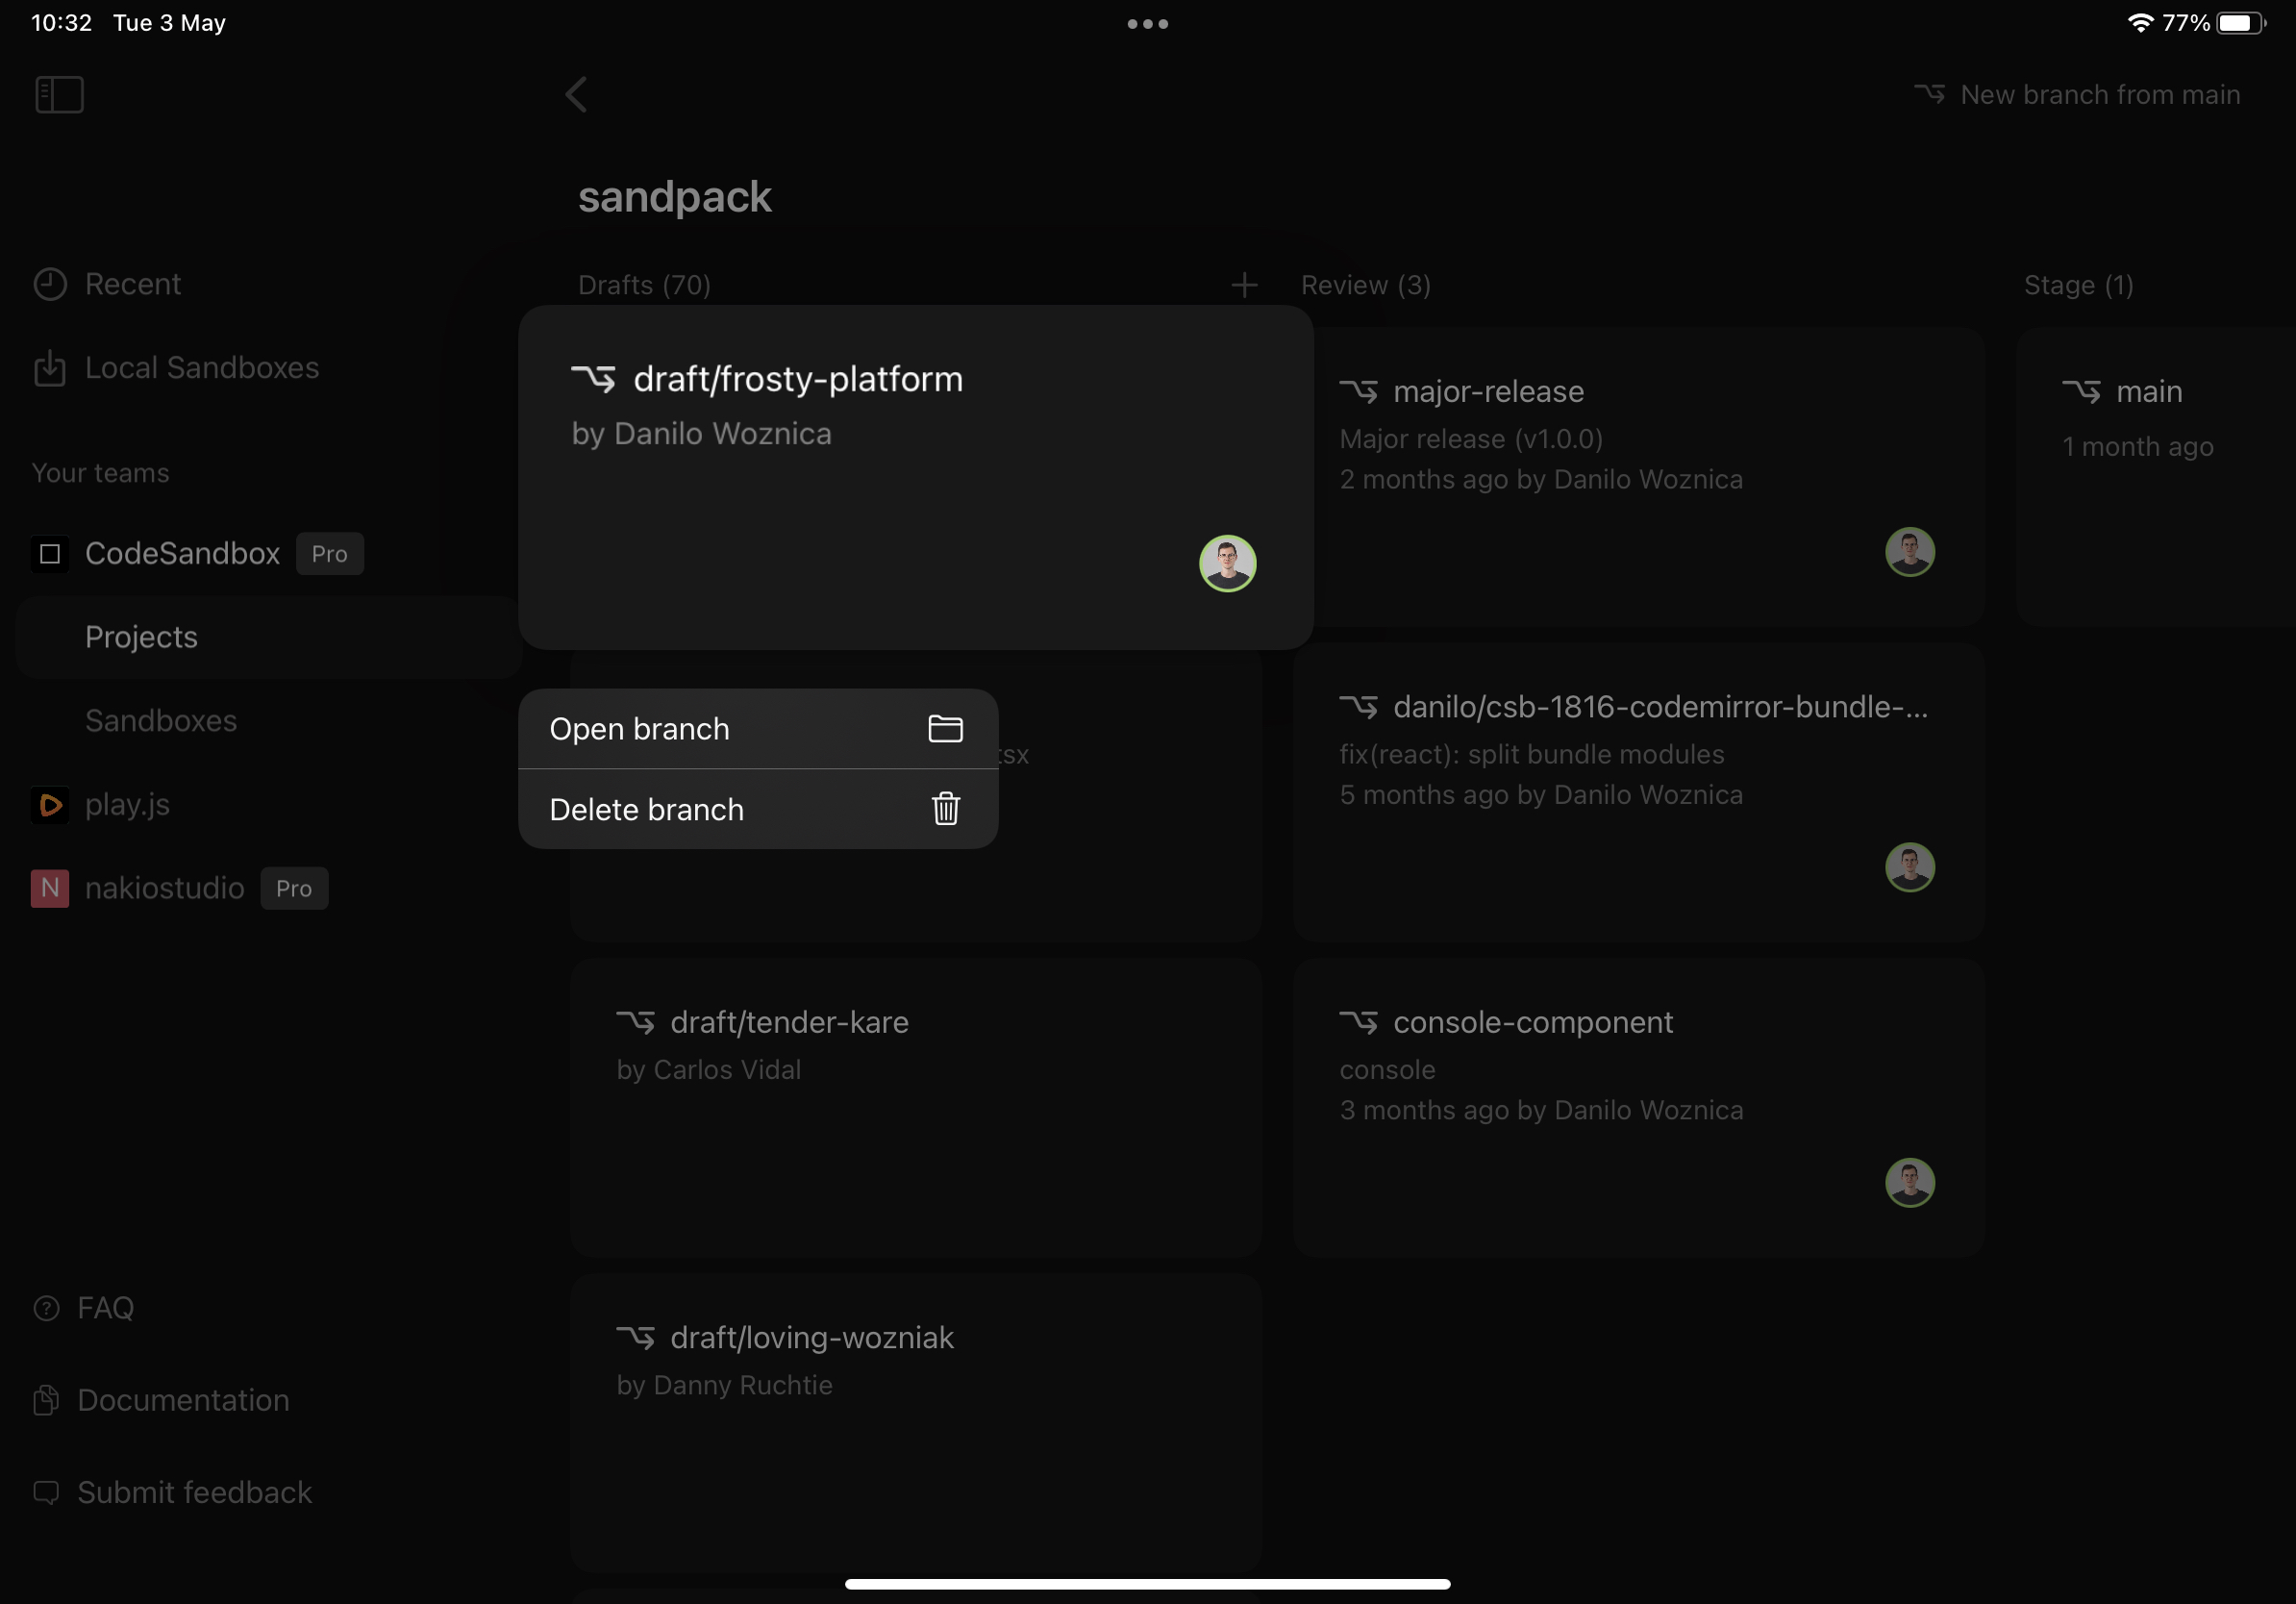 10:32 Tue 3 May
77%
New branch from main
sandpack
Recent
Local Sandboxes
Your teams
CodeSandbox Pro
Projects
Sandboxes
play.js
N nakiostudio Pro
FAQ
Documentation
Submit feedback
Drafts (70)
draft/frosty-platform
by Danilo Woznica
Open branch
Delete branch
draft/tender-kare
by Carlos Vidal
draft/loving-wozniak
by Danny Ruchtie
Review (3)
major-release
Major release (v1.0.0)
2 months ago by Danilo Woznica
danilo/csb-1816-codemirror-bundle-...
fix(react): split bundle modules
5 months ago by Danilo Woznica
console-component
console
3 months ago by Danilo Woznica
Stage (1)
main
1 month ago